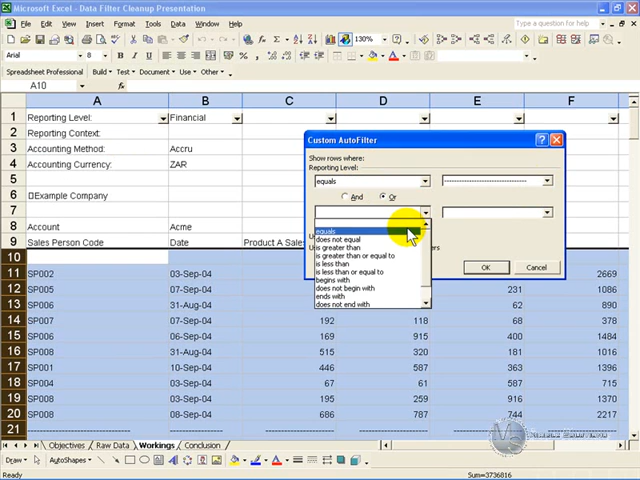 Microsoft Excel - Data Filter Cleanup Presentation
File Edit View Insert Format Tools Data Window Help Type a question for help
Arial 8 B I U 130%
Spreadsheet Professional Build Test Document Use Other
A10 fx
A B C D E F
1 Reporting Level: Financial
2 Reporting Context:
3 Accounting Method: Accru
4 Accounting Currency: ZAR
5
6 Example Company
7
8 Account Acme
9 Sales Person Code Date Product A Sales
10
11 SP002 03-Sep-04 2669
12 SP005 07-Sep-04 231 1086
13 SP006 31-Aug-04 62 890
14 SP007 07-Sep-04 192 118 68 378
15 SP006 03-Sep-04 169 915 400 1484
16 SP008 31-Aug-04 515 320 181 1016
17 SP001 10-Sep-04 446 587 363 1396
18 SP004 03-Sep-04 67 61 587 715
19 SP008 03-Sep-04 195 259 916 1370
20 SP008 08-Sep-04 686 787 744 2217
21
Custom AutoFilter
Show rows where:
Reporting Level:
equals
And Or
equals
does not equal
is greater than
is greater than or equal to
is less than
is less than or equal to
begins with
does not begin with
ends with
does not end with
OK Cancel
Objectives Raw Data Workings Conclusion
Draw AutoShapes
Ready Sum=3736816